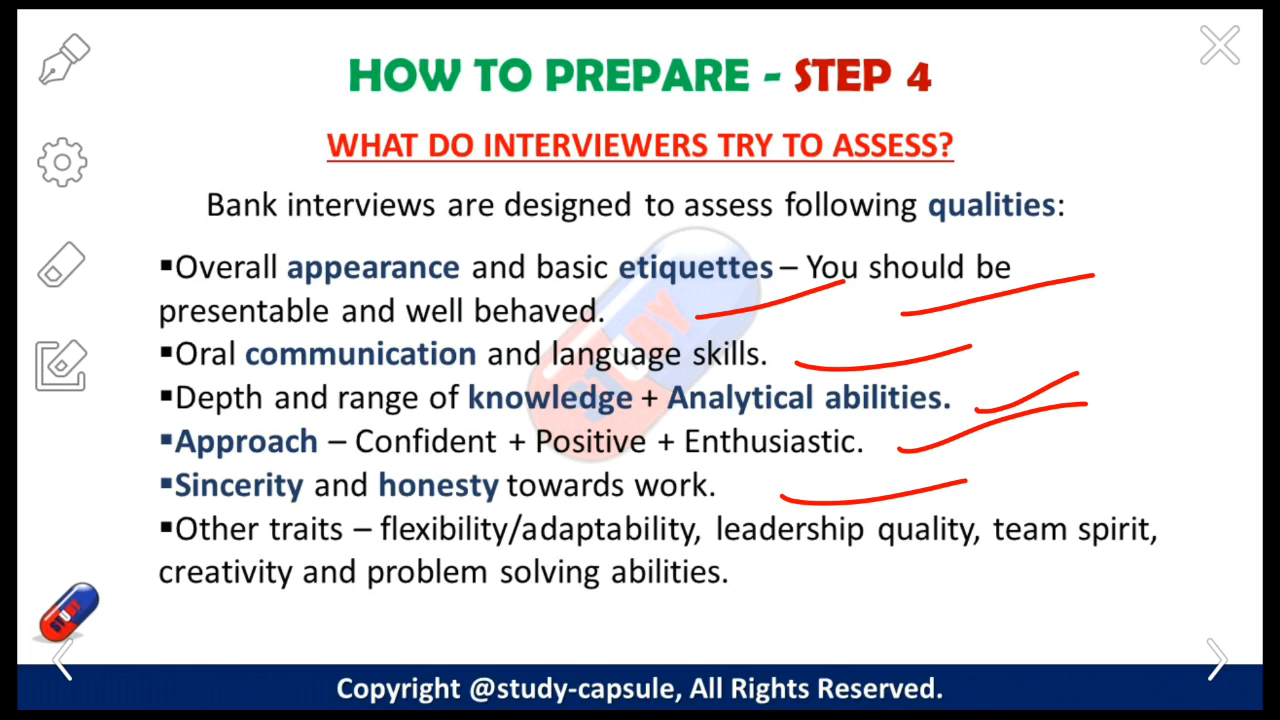 HOW TO PREPARE - STEP 4
WHAT DO INTERVIEWERS TRY TO ASSESS?
Bank interviews are designed to assess following qualities:
▪Overall appearance and basic etiquettes – You should be
presentable and well behaved.
▪Oral communication and language skills.
▪Depth and range of knowledge + Analytical abilities.
▪Approach – Confident + Positive + Enthusiastic.
▪Sincerity and honesty towards work.
▪Other traits – flexibility/adaptability, leadership quality, team spirit,
creativity and problem solving abilities.
STUDY
STUDY
Copyright @study-capsule, All Rights Reserved.